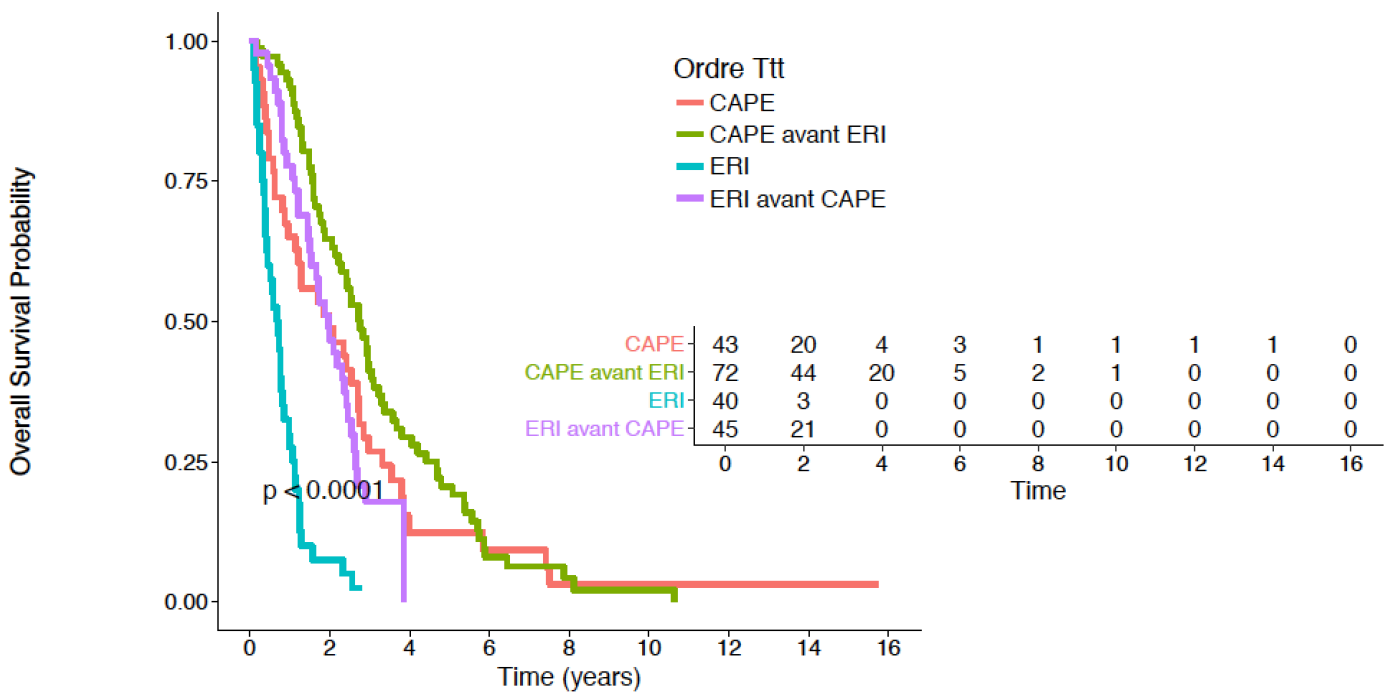 Overall Survival Probability
1.00
0.75
0.50
0.25
0.00
p < 0.0001
0 2 4 6 8 10 12 14 16
Time (years)
Ordre Ttt
CAPE
CAPE avant ERI
ERI
ERI avant CAPE
CAPE 43 20 4 3 1 1 1 1 0
CAPE avant ERI 72 44 20 5 2 1 0 0 0
ERI 40 3 0 0 0 0 0 0 0
ERI avant CAPE 45 21 0 0 0 0 0 0 0
0 2 4 6 8 10 12 14 16
Time